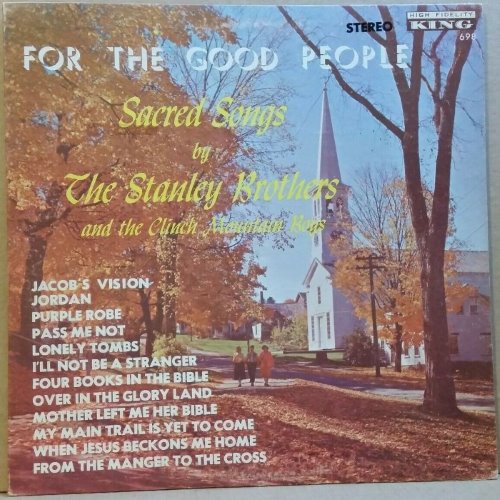 STEREO
HIGH FIDELITY
KING
698
FOR THE GOOD PEOPLE
Sacred Songs
by
The Stanley Brothers
and the Clinch Mountain Boys
JACOB'S VISION
JORDAN
PURPLE ROBE
PASS ME NOT
LONELY TOMBS
I'LL NOT BE A STRANGER
FOUR BOOKS IN THE BIBLE
OVER IN THE GLORY LAND
MOTHER LEFT ME HER BIBLE
MY MAIN TRAIL IS YET TO COME
WHEN JESUS BECKONS ME HOME
FROM THE MANGER TO THE CROSS